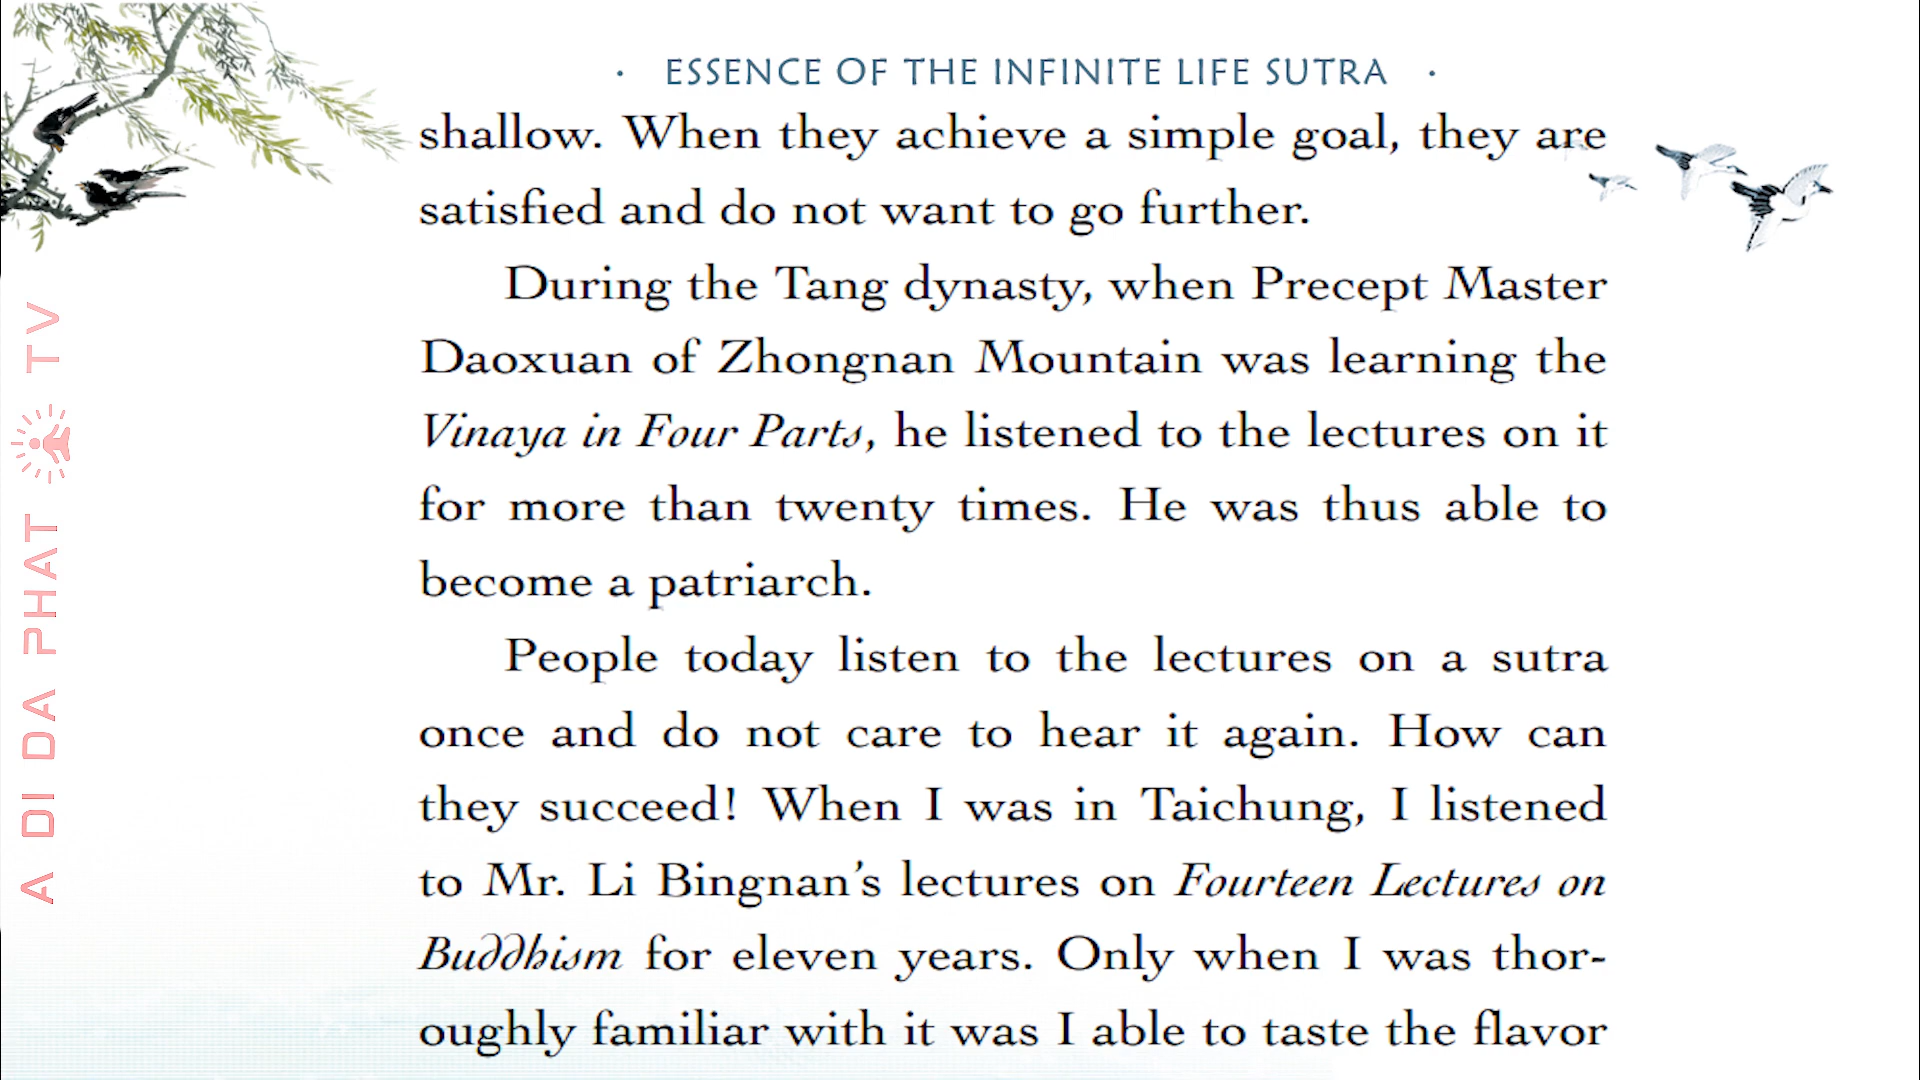 · ESSENCE OF THE INFINITE LIFE SUTRA ·
shallow. When they achieve a simple goal, they are
satisfied and do not want to go further.
During the Tang dynasty, when Precept Master
Daoxuan of Zhongnan Mountain was learning the
Vinaya in Four Parts, he listened to the lectures on it
for more than twenty times. He was thus able to
become a patriarch.
People today listen to the lectures on a sutra
once and do not care to hear it again. How can
they succeed! When I was in Taichung, I listened
to Mr. Li Bingnan’s lectures on Fourteen Lectures on
Buddhism for eleven years. Only when I was thor-
oughly familiar with it was I able to taste the flavor
A DI DA PHAT TV